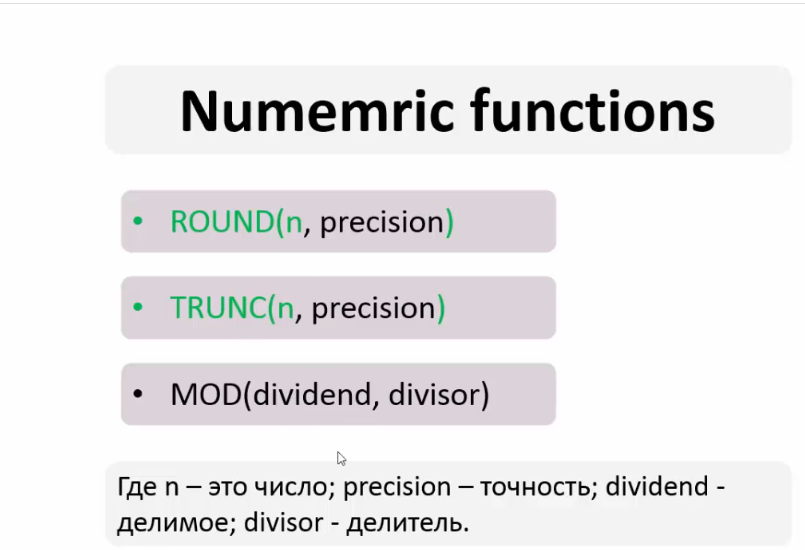 Numemric functions
• ROUND(n, precision)
• TRUNC(n, precision)
• MOD(dividend, divisor)
Где n – это число; precision – точность; dividend -
делимое; divisor - делитель.